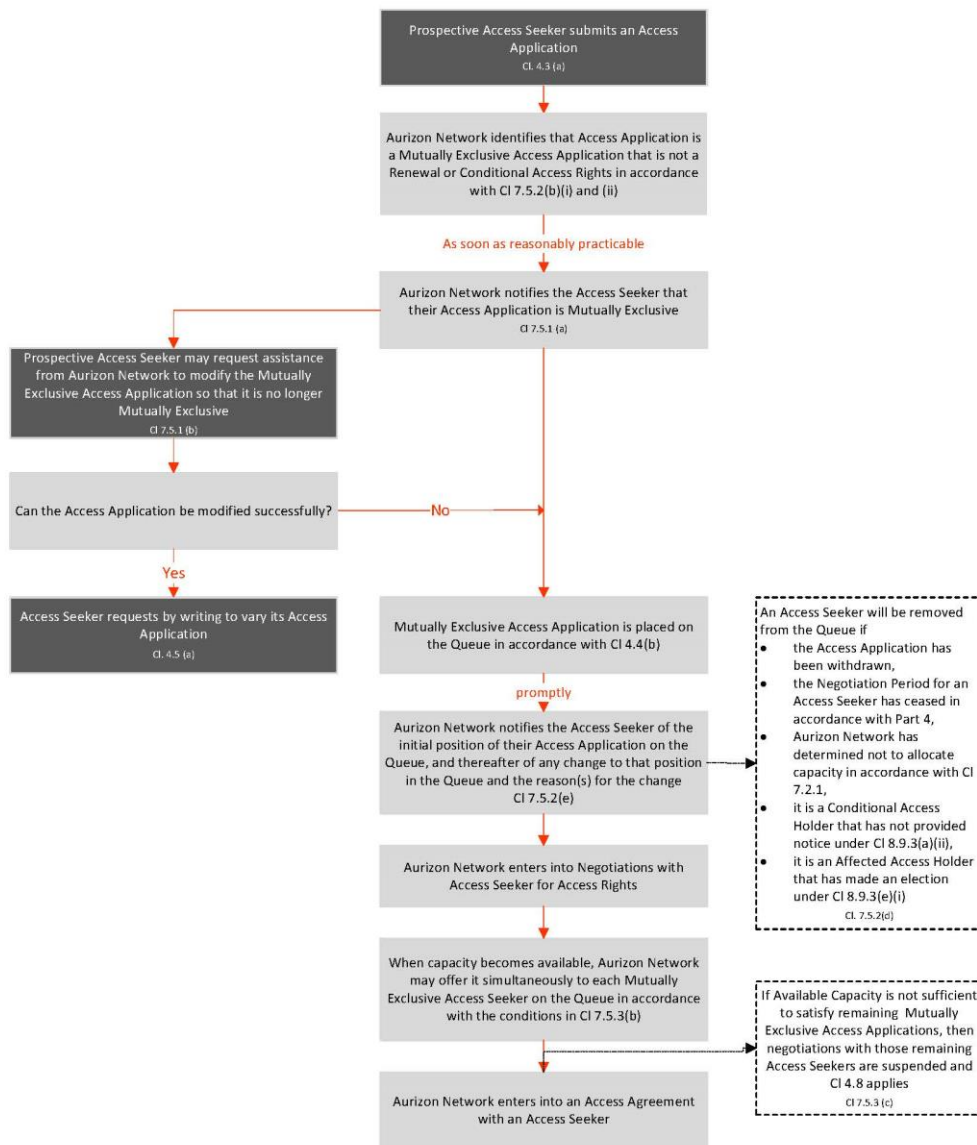 Prospective Access Seeker submits an Access
Application
Cl. 4.3 (a)
Aurizon Network identifies that Access Application is
a Mutually Exclusive Access Application that is not a
Renewal or Conditional Access Rights in accordance
with Cl 7.5.2(b)(i) and (ii)
As soon as reasonably practicable
Aurizon Network notifies the Access Seeker that
their Access Application is Mutually Exclusive
Cl 7.5.1 (a)
Prospective Access Seeker may request assistance
from Aurizon Network to modify the Mutually
Exclusive Access Application so that it is no longer
Mutually Exclusive
Cl 7.5.1 (b)
Can the Access Application be modified successfully?
No
Yes
Access Seeker requests by writing to vary its Access
Application
Cl. 4.5 (a)
Mutually Exclusive Access Application is placed on
the Queue in accordance with Cl 4.4(b)
promptly
Aurizon Network notifies the Access Seeker of the
initial position of their Access Application on the
Queue, and thereafter of any change to that position
in the Queue and the reason(s) for the change
Cl 7.5.2(e)
An Access Seeker will be removed
from the Queue if
• the Access Application has
been withdrawn,
• the Negotiation Period for an
Access Seeker has ceased in
accordance with Part 4,
• Aurizon Network has
determined not to allocate
capacity in accordance with Cl
7.2.1,
• it is a Conditional Access
Holder that has not provided
notice under Cl 8.9.3(a)(ii),
• it is an Affected Access Holder
that has made an election
under Cl 8.9.3(e)(i)
Cl. 7.5.2(d)
Aurizon Network enters into Negotiations with
Access Seeker for Access Rights
When capacity becomes available, Aurizon Network
may offer it simultaneously to each Mutually
Exclusive Access Seeker on the Queue in accordance
with the conditions in Cl 7.5.3(b)
If Available Capacity is not sufficient
to satisfy remaining Mutually
Exclusive Access Applications, then
negotiations with those remaining
Access Seekers are suspended and
Cl 4.8 applies
Cl 7.5.3 (c)
Aurizon Network enters into an Access Agreement
with an Access Seeker